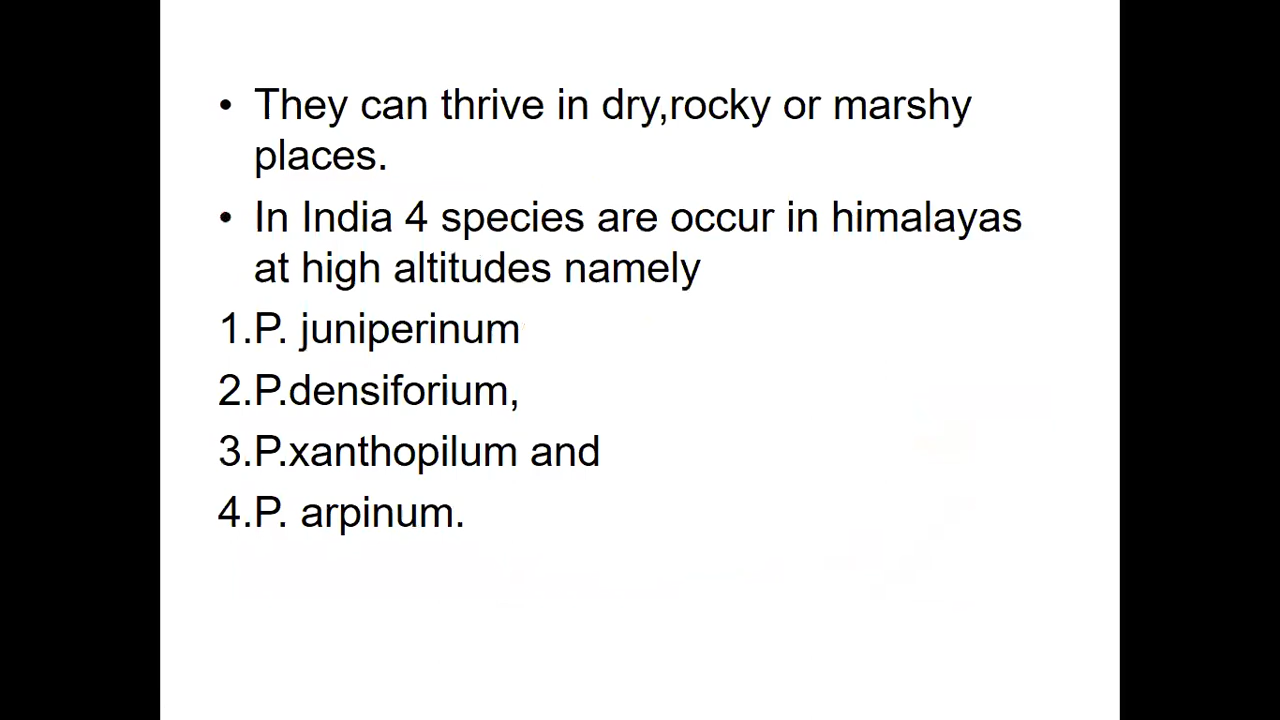 • They can thrive in dry,rocky or marshy
places.
• In India 4 species are occur in himalayas
at high altitudes namely
1.P. juniperinum
2.P.densiforium,
3.P.xanthopilum and
4.P. arpinum.